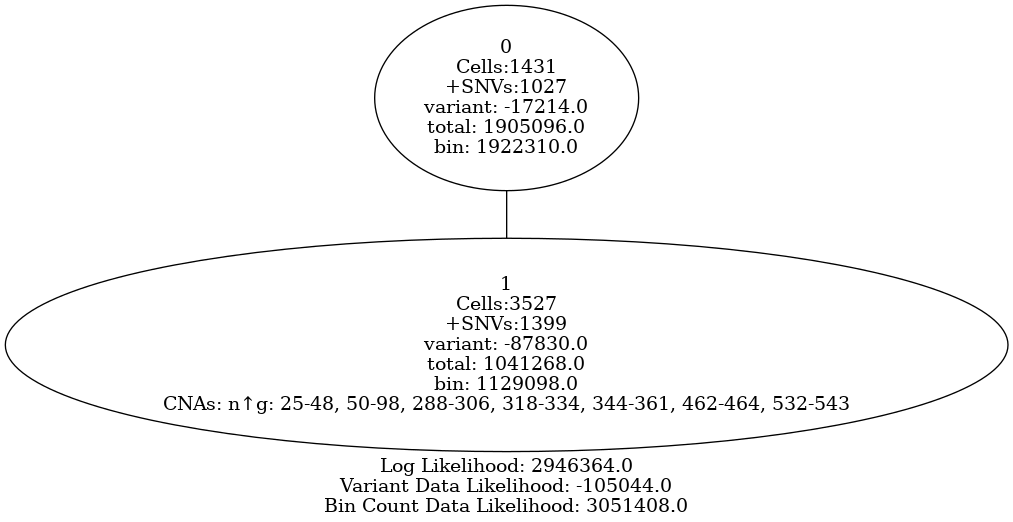 0
Cells:1431
+SNVs:1027
variant: -17214.0
total: 1905096.0
bin: 1922310.0
1
Cells:3527
+SNVs:1399
variant: -87830.0
total: 1041268.0
bin: 1129098.0
CNAs: n↑g: 25-48, 50-98, 288-306, 318-334, 344-361, 462-464, 532-543
Log Likelihood: 2946364.0
Variant Data Likelihood: -105044.0
Bin Count Data Likelihood: 3051408.0